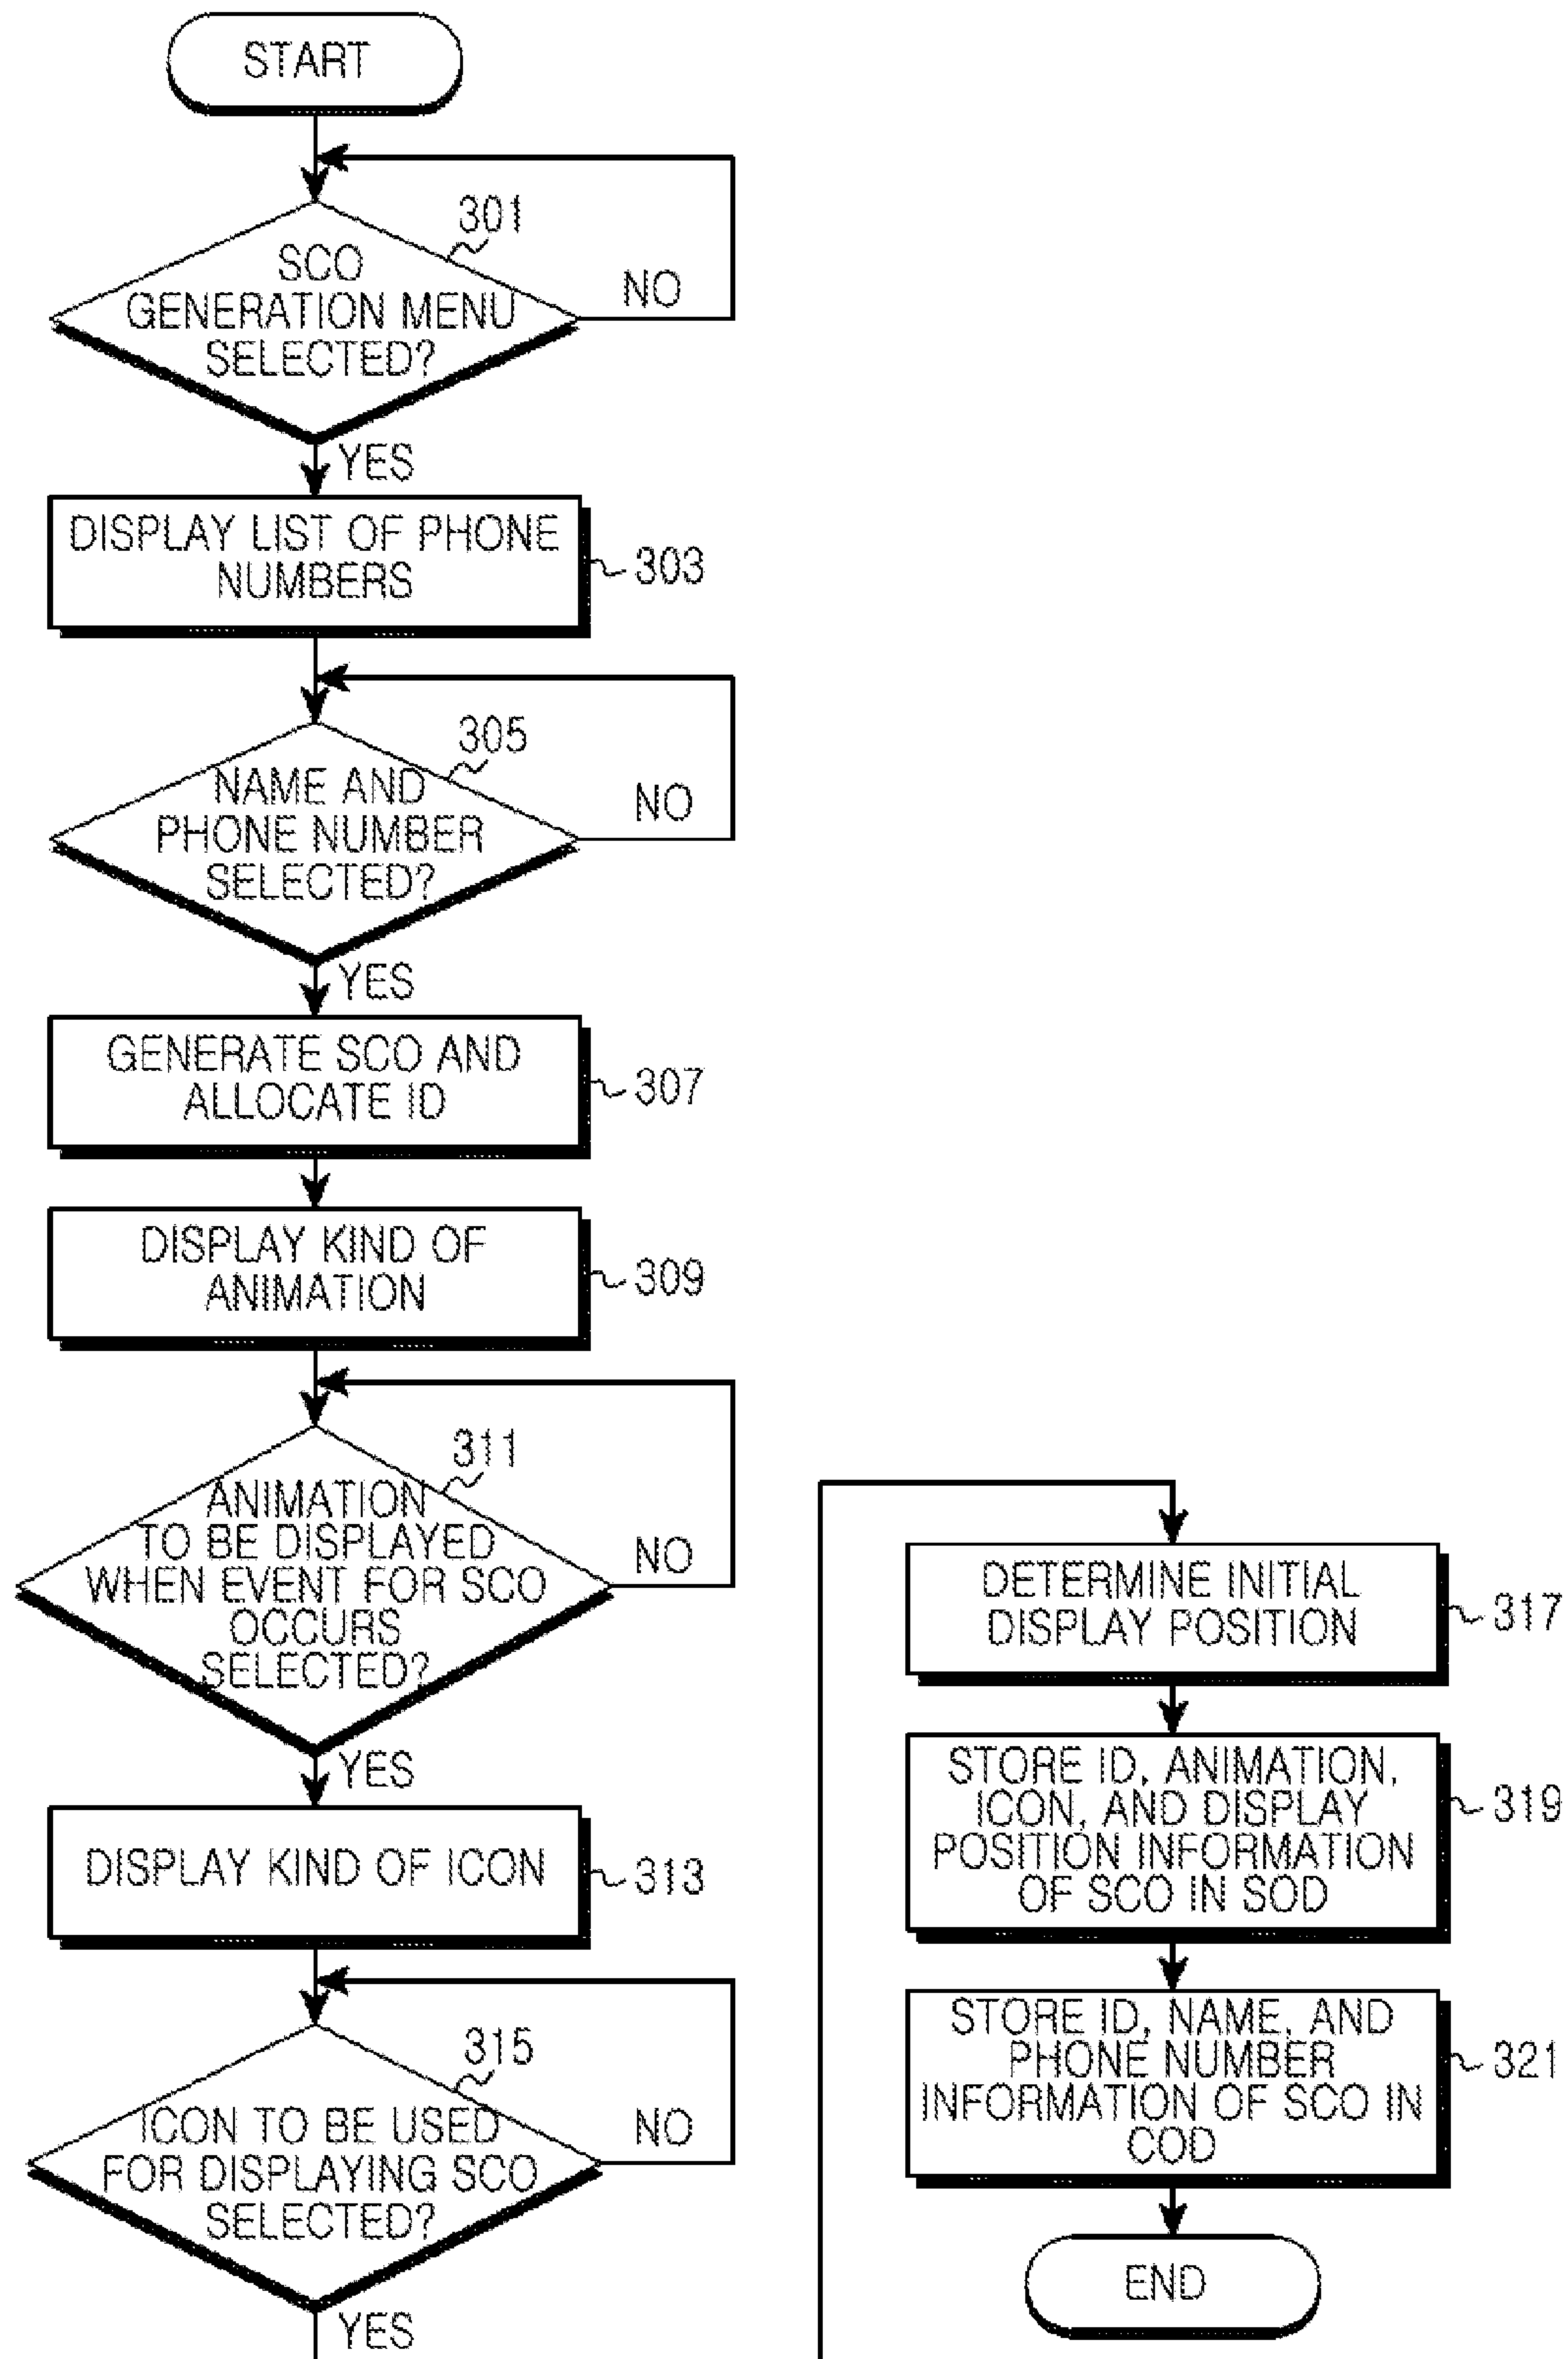 START
301
SCO
GENERATION MENU
SELECTED?
NO
YES
DISPLAY LIST OF PHONE
NUMBERS
303
305
NAME AND
PHONE NUMBER
SELECTED?
NO
YES
GENERATE SCO AND
ALLOCATE ID
307
DISPLAY KIND OF
ANIMATION
309
311
ANIMATION
TO BE DISPLAYED
WHEN EVENT FOR SCO
OCCURS
SELECTED?
NO
YES
DISPLAY KIND OF ICON
313
315
ICON TO BE USED
FOR DISPLAYING SCO
SELECTED?
NO
YES
DETERMINE INITIAL
DISPLAY POSITION
317
STORE ID, ANIMATION,
ICON, AND DISPLAY
POSITION INFORMATION
OF SCO IN SOD
319
STORE ID, NAME, AND
PHONE NUMBER
INFORMATION OF SCO IN
COD
321
END